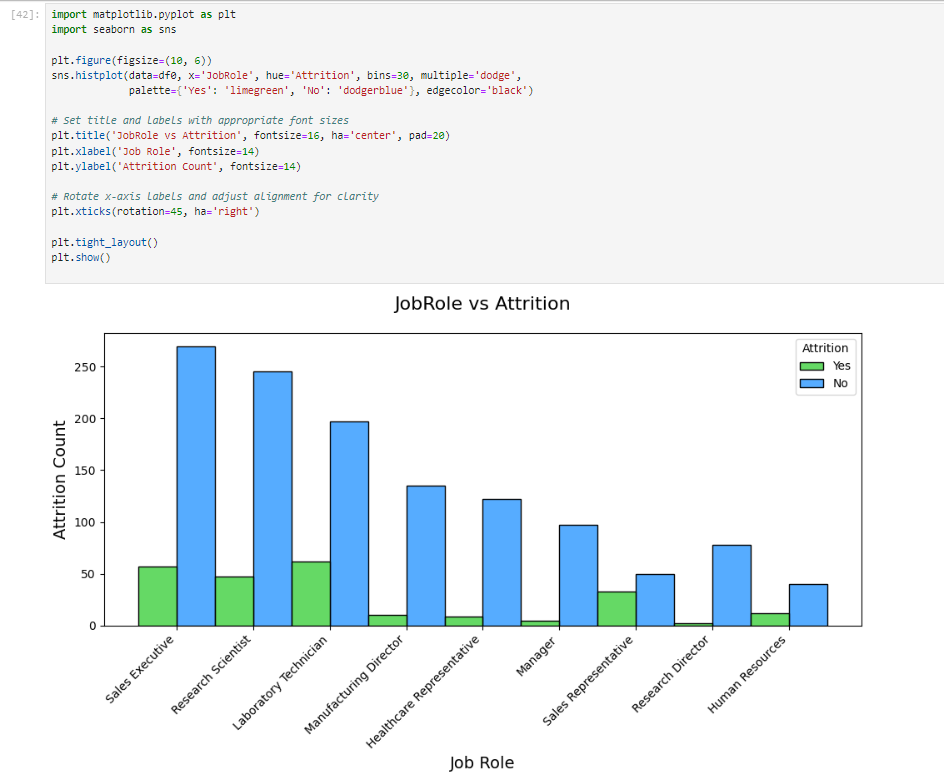 [42]:
import matplotlib.pyplot as plt
import seaborn as sns
plt.figure(figsize=(10, 6))
sns.histplot(data=df0, x='JobRole', hue='Attrition', bins=30, multiple='dodge',
palette={'Yes': 'limegreen', 'No': 'dodgerblue'}, edgecolor='black')
# Set title and labels with appropriate font sizes
plt.title('JobRole vs Attrition', fontsize=16, ha='center', pad=20)
plt.xlabel('Job Role', fontsize=14)
plt.ylabel('Attrition Count', fontsize=14)
# Rotate x-axis labels and adjust alignment for clarity
plt.xticks(rotation=45, ha='right')
plt.tight_layout()
plt.show()
JobRole vs Attrition
Attrition
Yes
No
Attrition Count
250
200
150
100
50
0
Sales Executive
Research Scientist
Laboratory Technician
Manufacturing Director
Healthcare Representative
Manager
Sales Representative
Research Director
Human Resources
Job Role